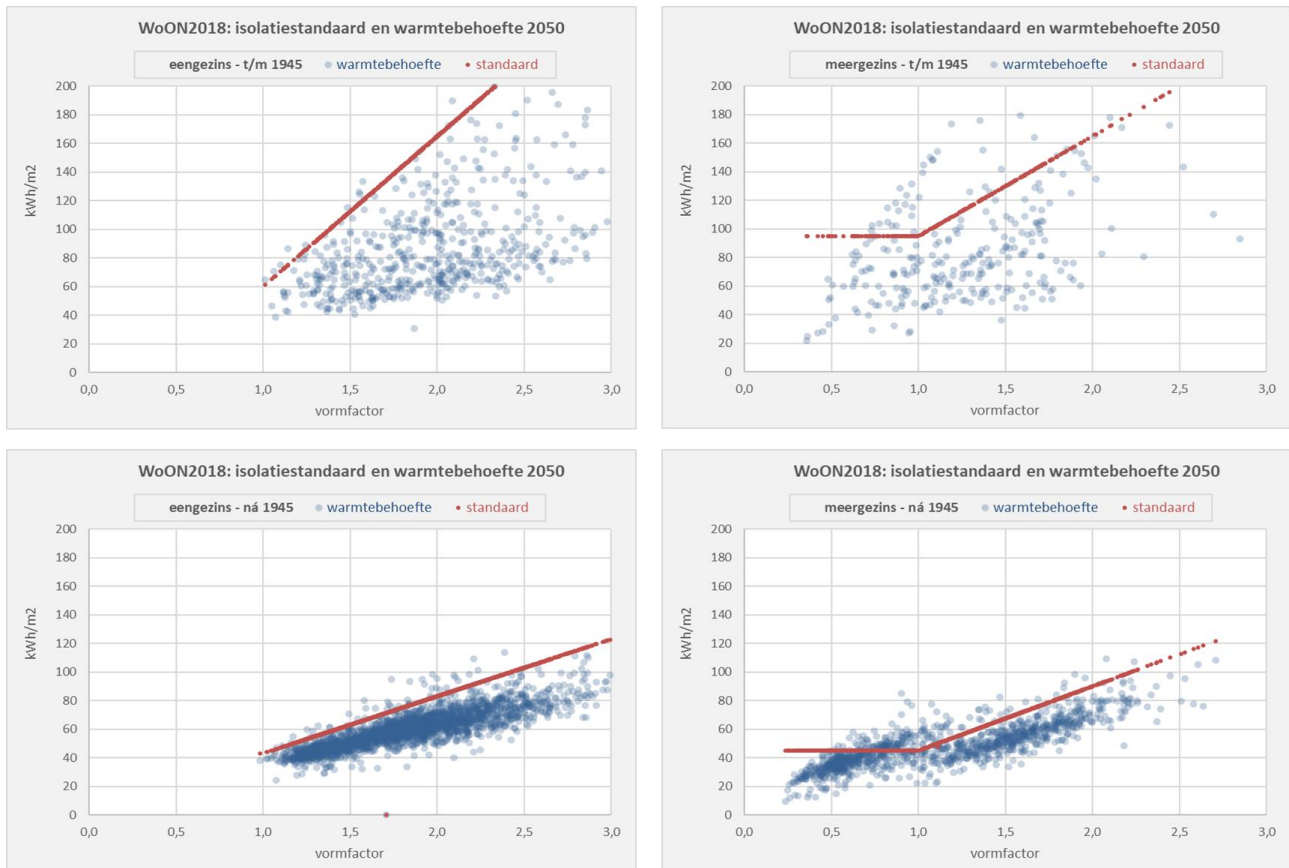 WoON2018: isolatiestandaard en warmtebehoefte 2050
eengezins - t/m 1945 warmtebehoefte standaard
200
180
160
140
120
100
80
60
40
20
0
kWh/m2
0,0 0,5 1,0 1,5 2,0 2,5 3,0
vormfactor
WoON2018: isolatiestandaard en warmtebehoefte 2050
meergezins - t/m 1945 warmtebehoefte standaard
200
180
160
140
120
100
80
60
40
20
0
kWh/m2
0,0 0,5 1,0 1,5 2,0 2,5 3,0
vormfactor
WoON2018: isolatiestandaard en warmtebehoefte 2050
eengezins - ná 1945 warmtebehoefte standaard
200
180
160
140
120
100
80
60
40
20
0
kWh/m2
0,0 0,5 1,0 1,5 2,0 2,5 3,0
vormfactor
WoON2018: isolatiestandaard en warmtebehoefte 2050
meergezins - ná 1945 warmtebehoefte standaard
200
180
160
140
120
100
80
60
40
20
0
kWh/m2
0,0 0,5 1,0 1,5 2,0 2,5 3,0
vormfactor